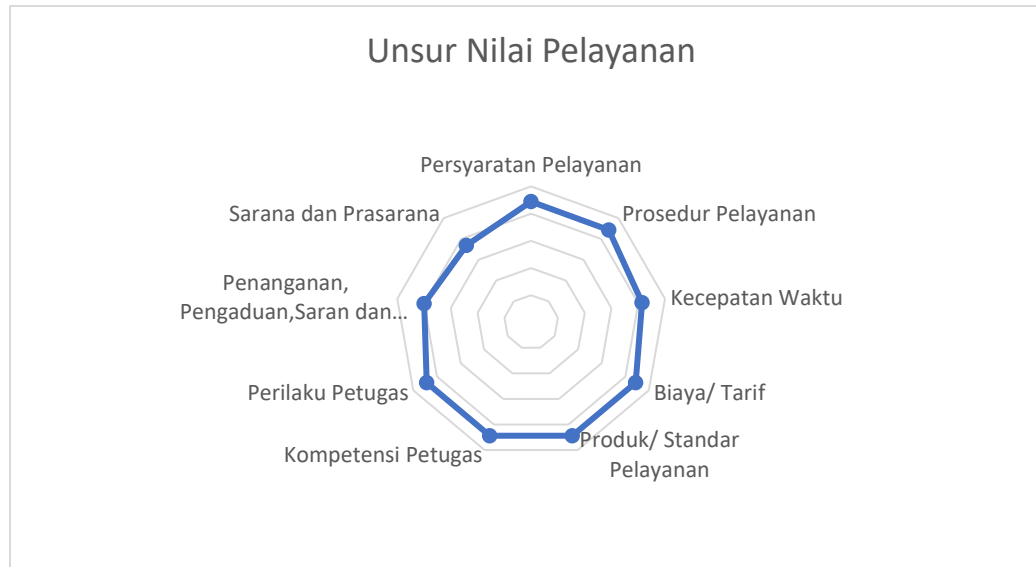 Unsur Nilai Pelayanan
Persyaratan Pelayanan
Prosedur Pelayanan
Kecepatan Waktu
Biaya/ Tarif
Produk/ Standar
Pelayanan
Kompetensi Petugas
Perilaku Petugas
Penanganan,
Pengaduan,Saran dan...
Sarana dan Prasarana